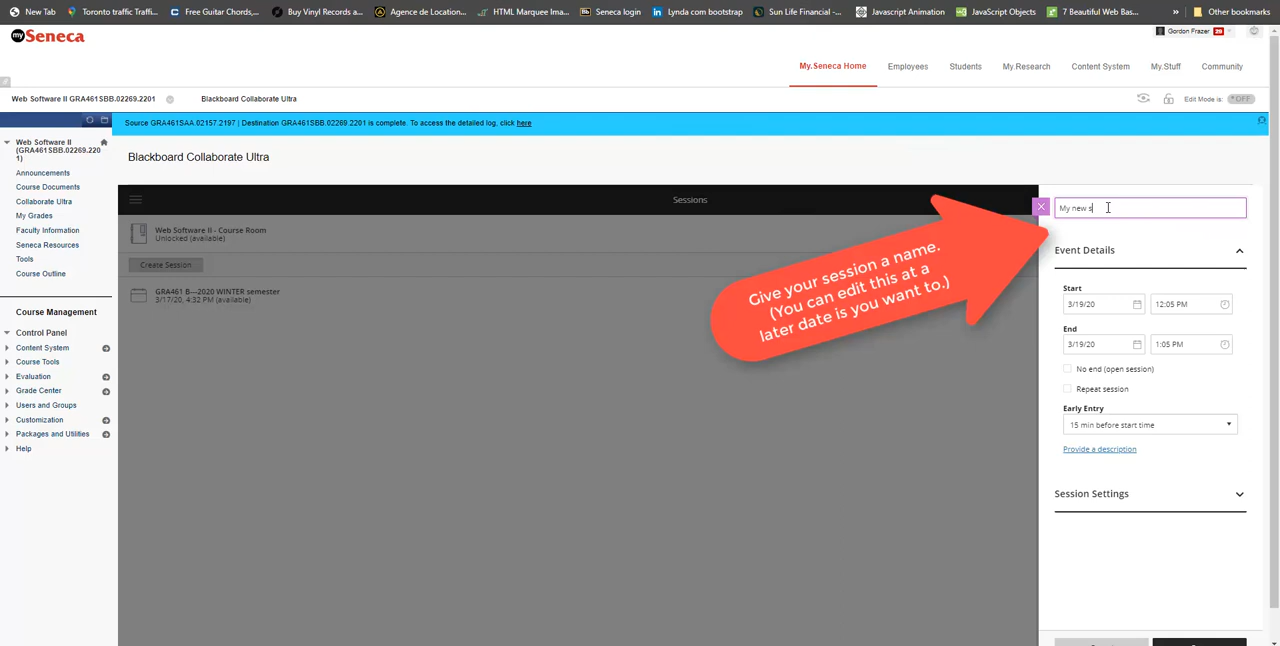 New Tab
Toronto traffic Traffi...
Free Guitar Chords,...
Buy Vinyl Records a...
Agence de Location...
HTML Marquee Ima...
Seneca login
Lynda com bootstrap
Sun Life Financial -...
Javascript Animation
JavaScript Objects
7 Beautiful Web Bas...
»
Other bookmarks
mySeneca
Gordon Frazer 29
My.Seneca Home
Employees
Students
My.Research
Content System
My.Stuff
Community
Web Software II GRA461SBB.02269.2201
Blackboard Collaborate Ultra
Edit Mode is: OFF
Source GRA461SAA.02157.2197 | Destination GRA461SBB.02269.2201 is complete. To access the detailed log, click here
Web Software II
(GRA461SBB.02269.220
1)
Announcements
Course Documents
Collaborate Ultra
My Grades
Faculty Information
Seneca Resources
Tools
Course Outline
Course Management
Control Panel
Content System
Course Tools
Evaluation
Grade Center
Users and Groups
Customization
Packages and Utilities
Help
Blackboard Collaborate Ultra
Sessions
Web Software II - Course Room
Unlocked (available)
Create Session
GRA461 B---2020 WINTER semester
3/17/20, 4:32 PM (available)
Give your session a name.
(You can edit this at a
later date is you want to.)
My new s
Event Details
Start
3/19/20
12:05 PM
End
3/19/20
1:05 PM
No end (open session)
Repeat session
Early Entry
15 min before start time
Provide a description
Session Settings